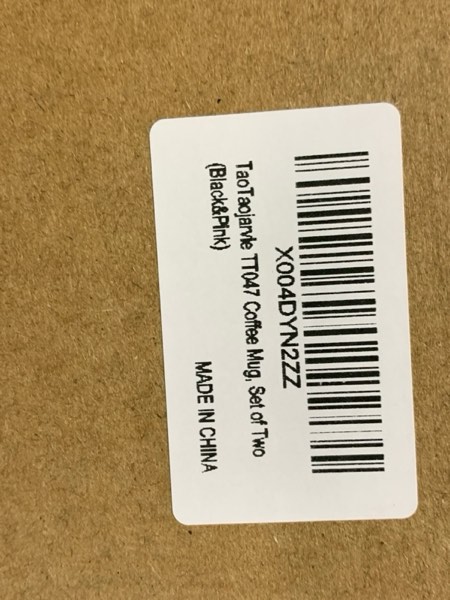 X004DYN2ZZ
TaoTaojarvle TT047 Coffee Mug, Set of Two
(Black&Pink)
MADE IN CHINA